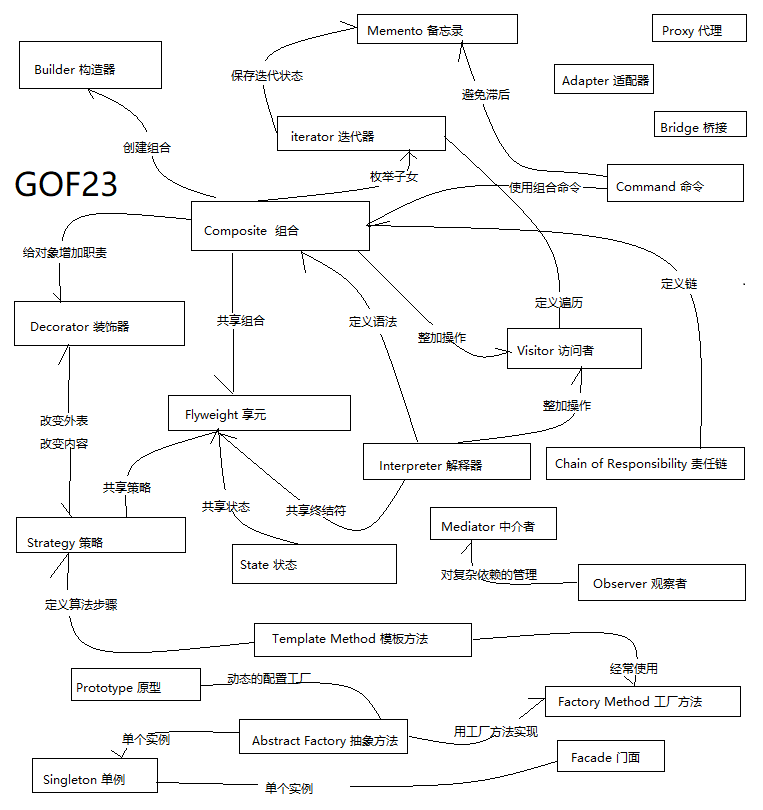 Memento 备忘录
Proxy 代理
Builder 构造器
保存迭代状态
Adapter 适配器
避免滞后
Bridge 桥接
iterator 迭代器
创建组合
枚举子女
GOF23
使用组合命令
Command 命令
Composite 组合
给对象增加职责
定义链
定义遍历
共享组合
定义语法
Decorator 装饰器
整加操作
Visitor 访问者
整加操作
改变外表
Flyweight 享元
改变内容
Interpreter 解释器
Chain of Responsibility 责任链
共享策略
共享状态
共享终结符
Mediator 中介者
Strategy 策略
State 状态
对复杂依赖的管理
Observer 观察者
定义算法步骤
Template Method 模板方法
经常使用
动态的配置工厂
Prototype 原型
Factory Method 工厂方法
单个实例
Abstract Factory 抽象方法
用工厂方法实现
Facade 门面
Singleton 单例
单个实例